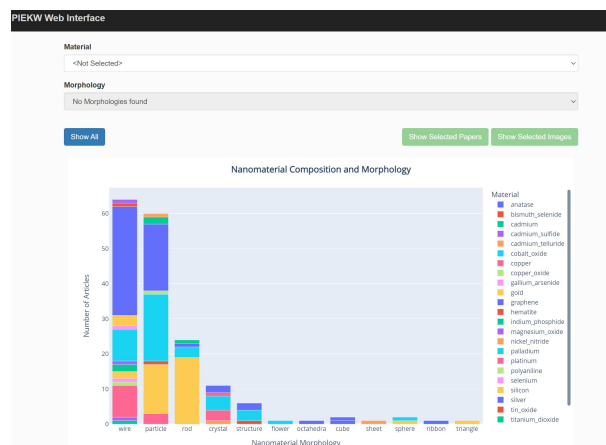 PIEKW Web Interface
Material
<Not Selected>
Morphology
No Morphologies found
Show All
Show Selected Papers
Show Selected Images
Nanomaterial Composition and Morphology
Number of Articles
60
50
40
30
20
10
0
wire
particle
rod
crystal
structure
flower
octahedra
cube
sheet
sphere
ribbon
triangle
Nanomaterial Morphology
Material
anatase
bismuth_selenide
cadmium
cadmium_sulfide
cadmium_telluride
cobalt_oxide
copper
copper_oxide
gallium_arsenide
gold
graphene
hematite
indium_phosphide
magnesium_oxide
nickel_nitride
palladium
platinum
polyaniline
selenium
silicon
silver
tin_oxide
titanium_dioxide